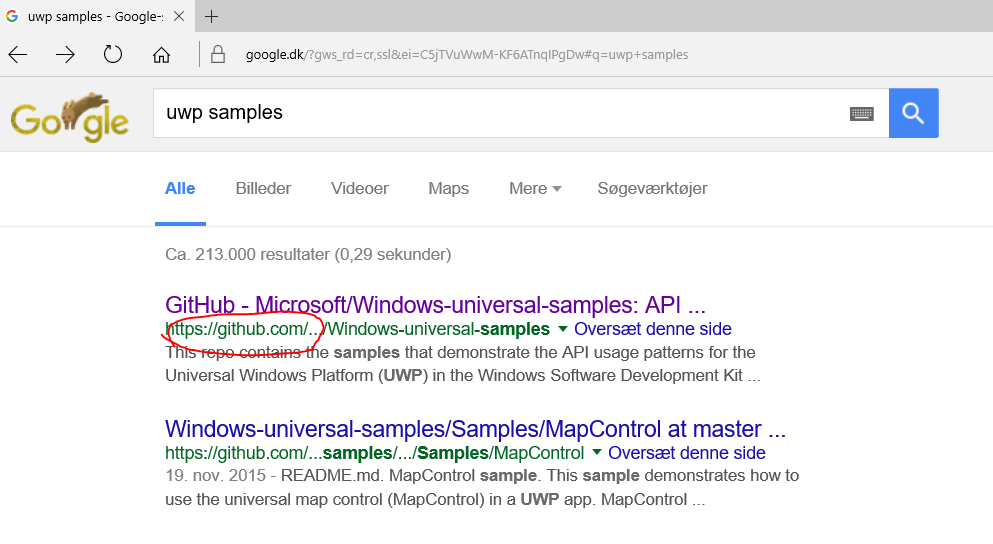 uwp samples - Google-:
google.dk/?gws_rd=cr,ssl&ei=C5jTVuWwM-KF6ATnqIPgDw#q=uwp+samples
Google
uwp samples
Alle Billeder Videoer Maps Mere Søgeværktøjer
Ca. 213.000 resultater (0,29 sekunder)
GitHub - Microsoft/Windows-universal-samples: API ...
https://github.com/.../Windows-universal-samples Oversæt denne side
This repo contains the samples that demonstrate the API usage patterns for the
Universal Windows Platform (UWP) in the Windows Software Development Kit ...
Windows-universal-samples/Samples/MapControl at master ...
https://github.com/...samples/.../Samples/MapControl Oversæt denne side
19. nov. 2015 - README.md. MapControl sample. This sample demonstrates how to
use the universal map control (MapControl) in a UWP app. MapControl ...